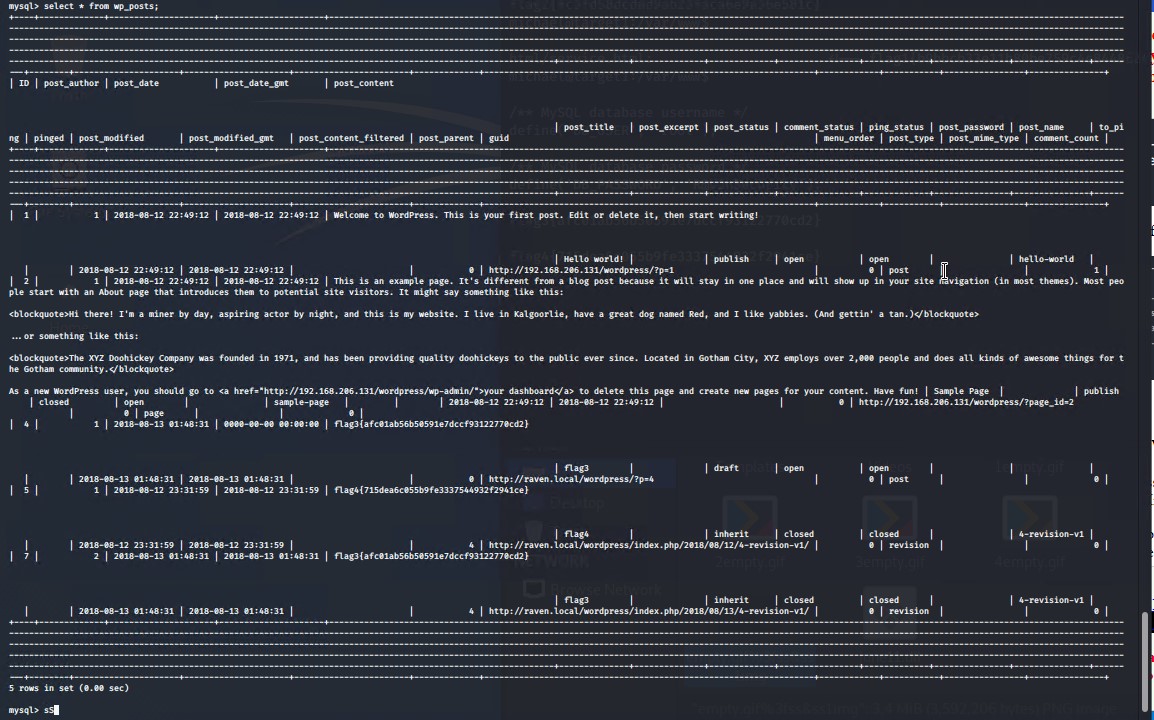 mysql> select * from wp_posts;
| ID | post_author | post_date | post_date_gmt | post_content
| post_title | post_excerpt | post_status | comment_status | ping_status | post_password | post_name | to_pi
ng | pinged | post_modified | post_modified_gmt | post_content_filtered | post_parent | guid | menu_order | post_type | post_mime_type | comment_count |
| 1 | 1 | 2018-08-12 22:49:12 | 2018-08-12 22:49:12 | Welcome to WordPress. This is your first post. Edit or delete it, then start writing!
| Hello world! | | publish | open | open | | hello-world |
| | 2018-08-12 22:49:12 | 2018-08-12 22:49:12 | | 0 | http://192.168.206.131/wordpress/?p=1 | 0 | post | | 1 |
| 2 | 1 | 2018-08-12 22:49:12 | 2018-08-12 22:49:12 | This is an example page. It's different from a blog post because it will stay in one place and will show up in your site navigation (in most themes). Most peo
ple start with an About page that introduces them to potential site visitors. It might say something like this:
<blockquote>Hi there! I'm a miner by day, aspiring actor by night, and this is my website. I live in Kalgoorlie, have a great dog named Red, and I like yabbies. (And gettin' a tan.)</blockquote>
...or something like this:
<blockquote>The XYZ Doohickey Company was founded in 1971, and has been providing quality doohickeys to the public ever since. Located in Gotham City, XYZ employs over 2,000 people and does all kinds of awesome things for t
he Gotham community.</blockquote>
As a new WordPress user, you should go to <a href="http://192.168.206.131/wordpress/wp-admin/">your dashboard</a> to delete this page and create new pages for your content. Have fun! | Sample Page | | publish
| closed | open | | sample-page | | | 2018-08-12 22:49:12 | 2018-08-12 22:49:12 | | 0 | http://192.168.206.131/wordpress/?page_id=2
| 0 | page | | 0 |
| 4 | 1 | 2018-08-13 01:48:31 | 0000-00-00 00:00:00 | flag3{afc01ab56b50591e7dccf93122770cd2}
| flag3 | | draft | open | open | | |
| | 2018-08-13 01:48:31 | 2018-08-13 01:48:31 | | 0 | http://raven.local/wordpress/?p=4 | 0 | post | | 0 |
| 5 | 1 | 2018-08-12 23:31:59 | 2018-08-12 23:31:59 | flag4{715dea6c055b9fe3337544932f2941ce}
| flag4 | | inherit | closed | closed | | 4-revision-v1 |
| | 2018-08-12 23:31:59 | 2018-08-12 23:31:59 | | 4 | http://raven.local/wordpress/index.php/2018/08/12/4-revision-v1/ | 0 | revision | | 0 |
| 7 | 2 | 2018-08-13 01:48:31 | 2018-08-13 01:48:31 | flag3{afc01ab56b50591e7dccf93122770cd2}
| flag3 | | inherit | closed | closed | | 4-revision-v1 |
| | 2018-08-13 01:48:31 | 2018-08-13 01:48:31 | | 4 | http://raven.local/wordpress/index.php/2018/08/13/4-revision-v1/ | 0 | revision | | 0 |
5 rows in set (0.00 sec)
mysql> sS